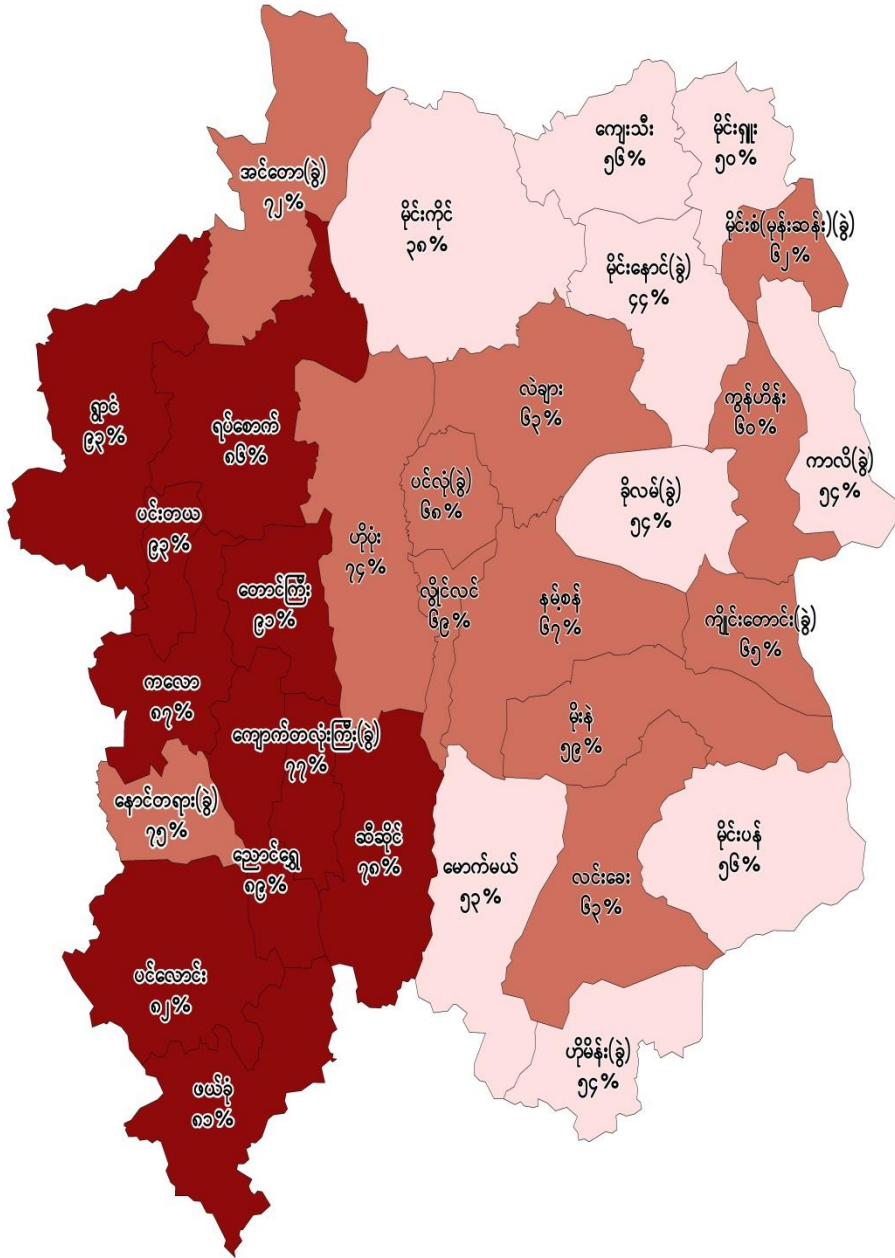 ကျေးသီး
၅၆%
မိုင်းရှူး
၅၀%
အင်တော(ခွဲ)
၇၂%
မိုင်းကိုင်
၃၈%
မိုင်းစံ(မုန်းဆန်း)(ခွဲ)
၆၂%
မိုင်းနောင်(ခွဲ)
၄၄%
ရွာငံ
၉၃%
ရပ်စောက်
၈၆%
လဲချား
၆၃%
ကွန်ဟိန်း
၆၀%
ကာလိ(ခွဲ)
၅၄%
ပင်လုံ(ခွဲ)
၆၈%
ခိုလမ်(ခွဲ)
၅၄%
ပင်းတယ
၉၃%
ဟိုပုံး
၇၄%
တောင်ကြီး
၉၁%
လွိုင်လင်
၆၉%
နမ့်စန်
၆၇%
ကျိုင်းတောင်း(ခွဲ)
၆၅%
ကလော
၈၇%
မိုးနဲ
၅၉%
ကျောက်တလုံးကြီး(ခွဲ)
၇၇%
နောင်တရား(ခွဲ)
၇၅%
ဆီဆိုင်
၇၈%
မိုင်းပန်
၅၆%
ညောင်ရွှေ
၈၉%
မောက်မယ်
၅၃%
လင်းခေး
၆၃%
ပင်လောင်း
၈၂%
ဟိုမိန်း(ခွဲ)
၅၄%
ဖယ်ခုံ
၈၁%